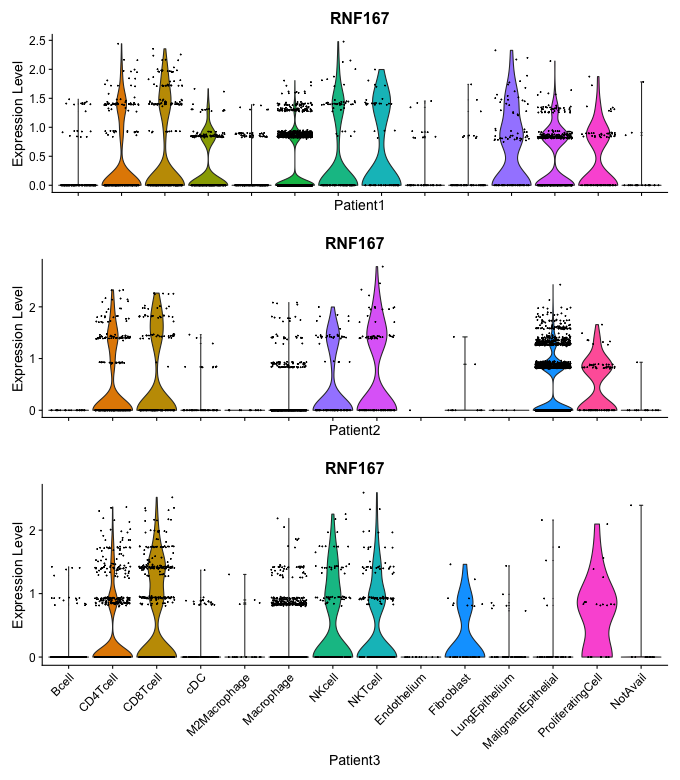 RNF167
Expression Level
2.5
2.0
1.5
1.0
0.5
0.0
Patient1
RNF167
Expression Level
2
1
0
Patient2
RNF167
Expression Level
2
1
0
Bcell
CD4Tcell
CD8Tcell
cDC
M2Macrophage
Macrophage
NKcell
NKTcell
Endothelium
Fibroblast
LungEpithelium
MalignantEpithelial
ProliferatingCell
NotAvail
Patient3